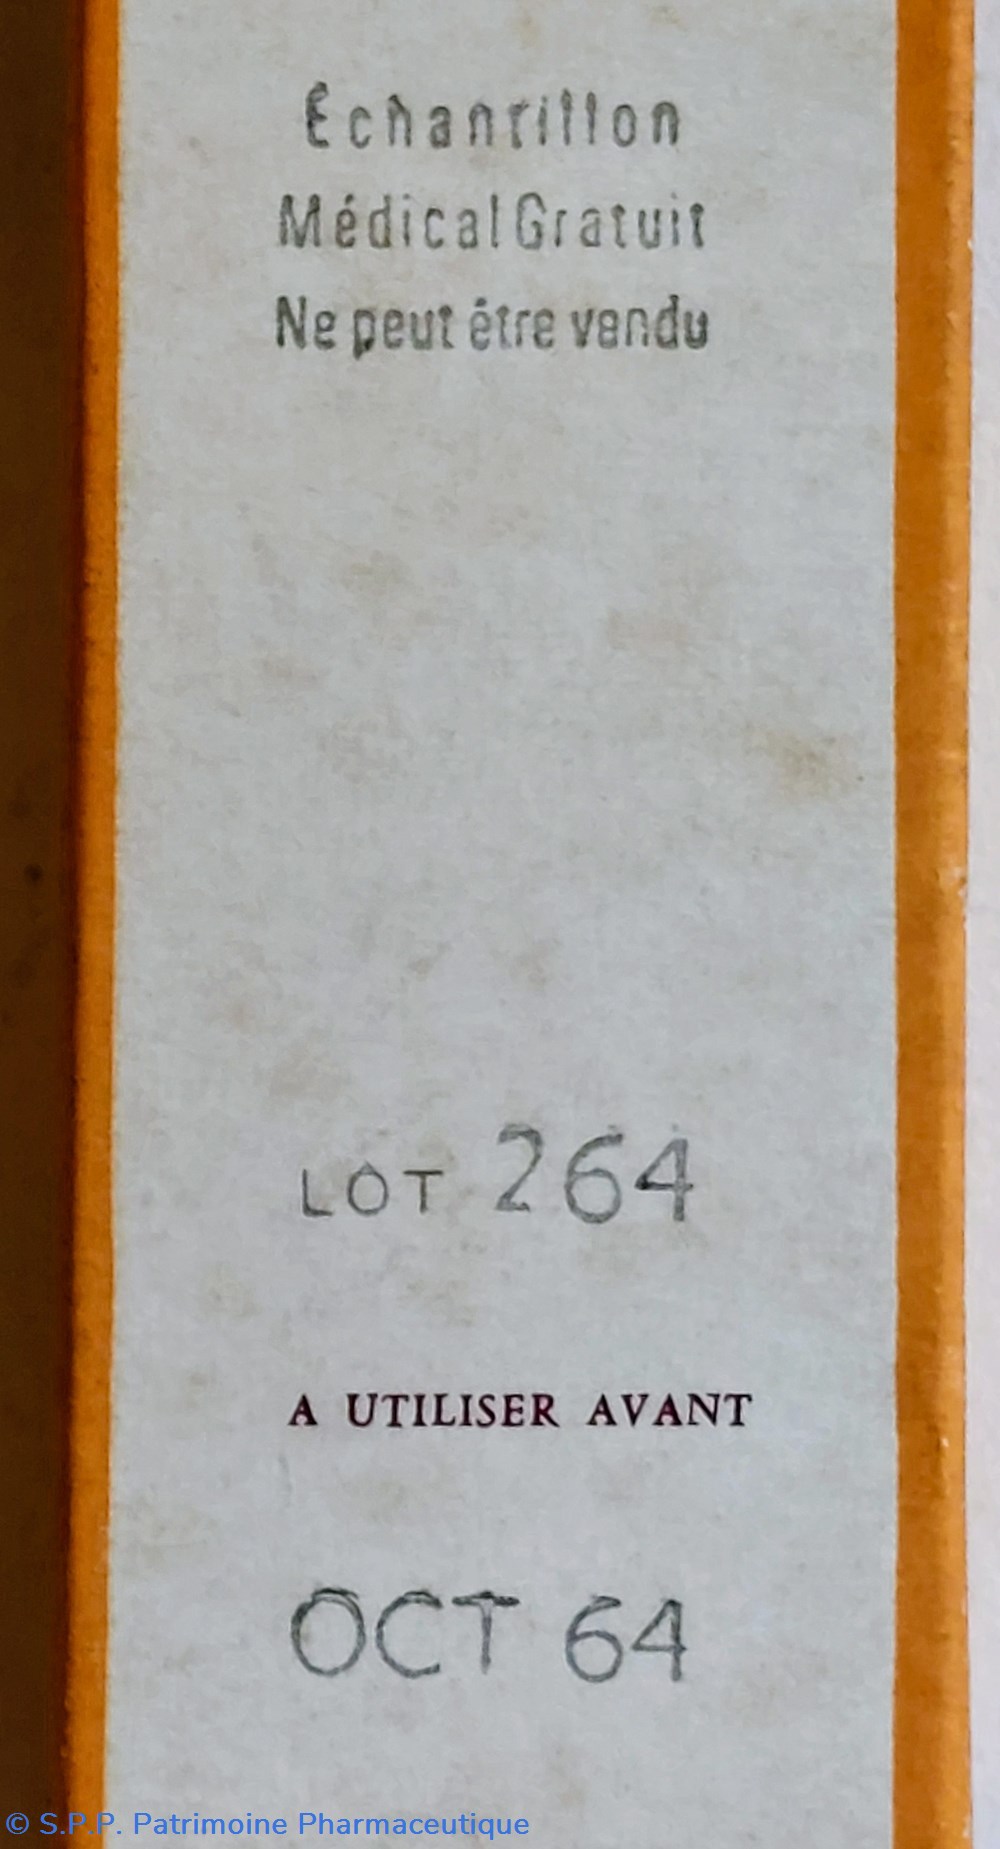 Échantillon
Médical Gratuit
Ne peut être vendu
LOT 264
A UTILISER AVANT
OCT 64
© S.P.P. Patrimoine Pharmaceutique